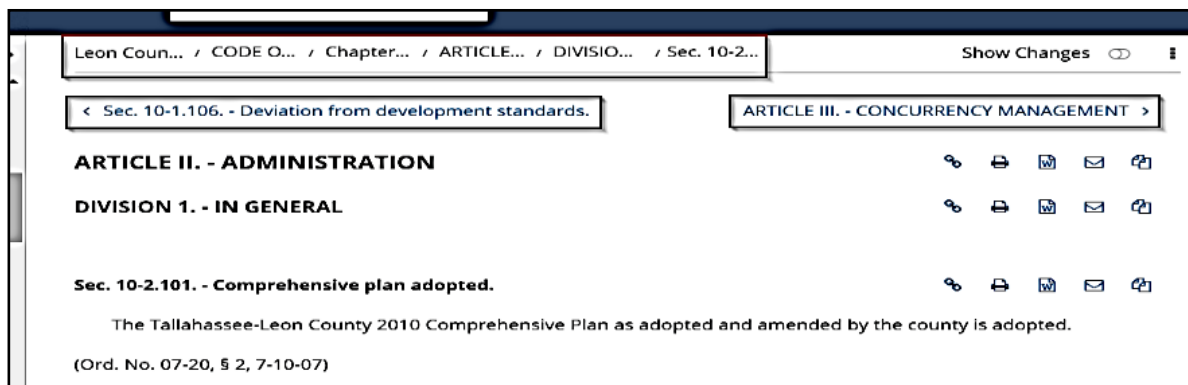 Leon Coun... / CODE O... / Chapter... / ARTICLE... / DIVISIO... / Sec. 10-2... Show Changes
< Sec. 10-1.106. - Deviation from development standards. ARTICLE III. - CONCURRENCY MANAGEMENT >
ARTICLE II. - ADMINISTRATION
DIVISION 1. - IN GENERAL
Sec. 10-2.101. - Comprehensive plan adopted.
The Tallahassee-Leon County 2010 Comprehensive Plan as adopted and amended by the county is adopted.
(Ord. No. 07-20, § 2, 7-10-07)